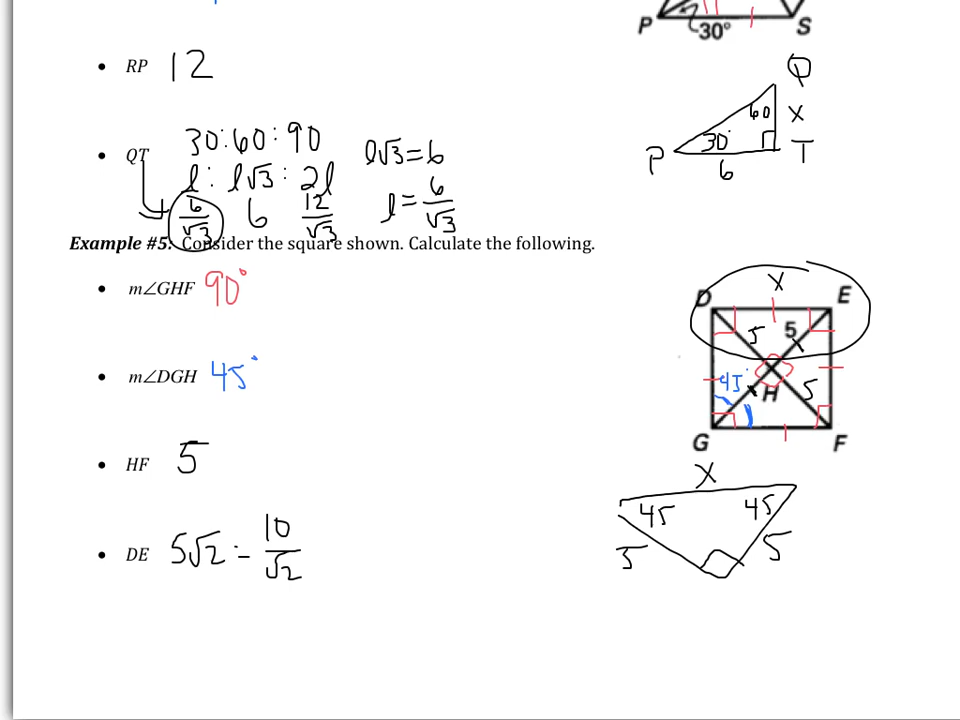 P 30° S
• RP 12
Q
60 X
30°
P 6 T
30:60:90
• QT l : l√3 : 2l
l√3 = 6
6/√3 6 12/√3
l = 6/√3
Example #5: Consider the square shown. Calculate the following.
• m∠GHF 90°
X
D E
5 5
45° H 5
G F
• m∠DGH 45°
• HF 5
X
45 45
5 5
• DE 5√2 = 10/√2